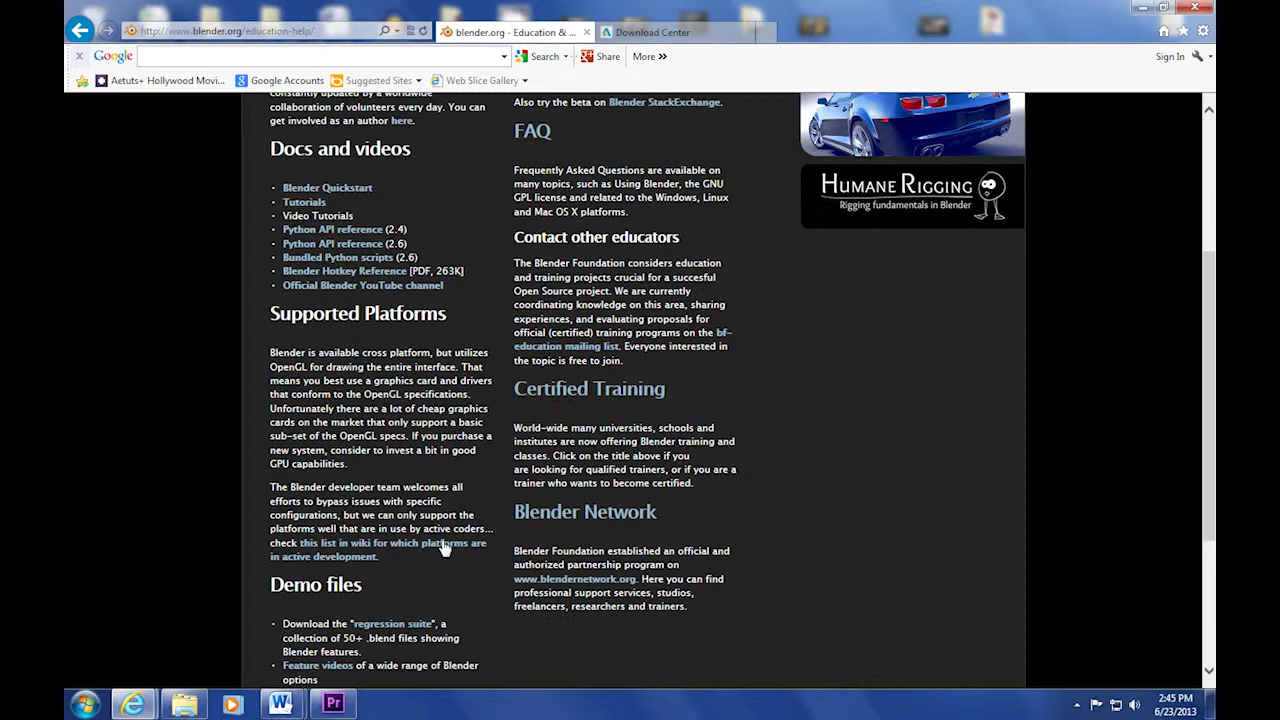 http://www.blender.org/education-help/
blender.org - Education & ...
Download Center
Google
Search
Share
More »
Sign In
Aetuts+ Hollywood Movi...
Google Accounts
Suggested Sites
Web Slice Gallery
constantly updated by a worldwide
collaboration of volunteers every day. You can
get involved as an author here.
Docs and videos
Blender Quickstart
Tutorials
Video Tutorials
Python API reference (2.4)
Python API reference (2.6)
Bundled Python scripts (2.6)
Blender Hotkey Reference [PDF, 263K]
Official Blender YouTube channel
Supported Platforms
Blender is available cross platform, but utilizes
OpenGL for drawing the entire interface. That
means you best use a graphics card and drivers
that conform to the OpenGL specifications.
Unfortunately there are a lot of cheap graphics
cards on the market that only support a basic
sub-set of the OpenGL specs. If you purchase a
new system, consider to invest a bit in good
GPU capabilities.
The Blender developer team welcomes all
efforts to bypass issues with specific
configurations, but we can only support the
platforms well that are in use by active coders...
check this list in wiki for which platforms are
in active development.
Demo files
Download the "regression suite", a
collection of 50+ .blend files showing
Blender features.
Feature videos of a wide range of Blender
options
Also try the beta on Blender StackExchange.
FAQ
Frequently Asked Questions are available on
many topics, such as Using Blender, the GNU
GPL license and related to the Windows, Linux
and Mac OS X platforms.
Contact other educators
The Blender Foundation considers education
and training projects crucial for a succesful
Open Source project. We are currently
coordinating knowledge on this area, sharing
experiences, and evaluating proposals for
official (certified) training programs on the bf-
education mailing list. Everyone interested in
the topic is free to join.
Certified Training
World-wide many universities, schools and
institutes are now offering Blender training and
classes. Click on the title above if you
are looking for qualified trainers, or if you are a
trainer who wants to become certified.
Blender Network
Blender Foundation established an official and
authorized partnership program on
www.blendernetwork.org. Here you can find
professional support services, studios,
freelancers, researchers and trainers.
HUMANE RIGGING
Rigging fundamentals in Blender
W
Pr
2:45 PM
6/23/2013